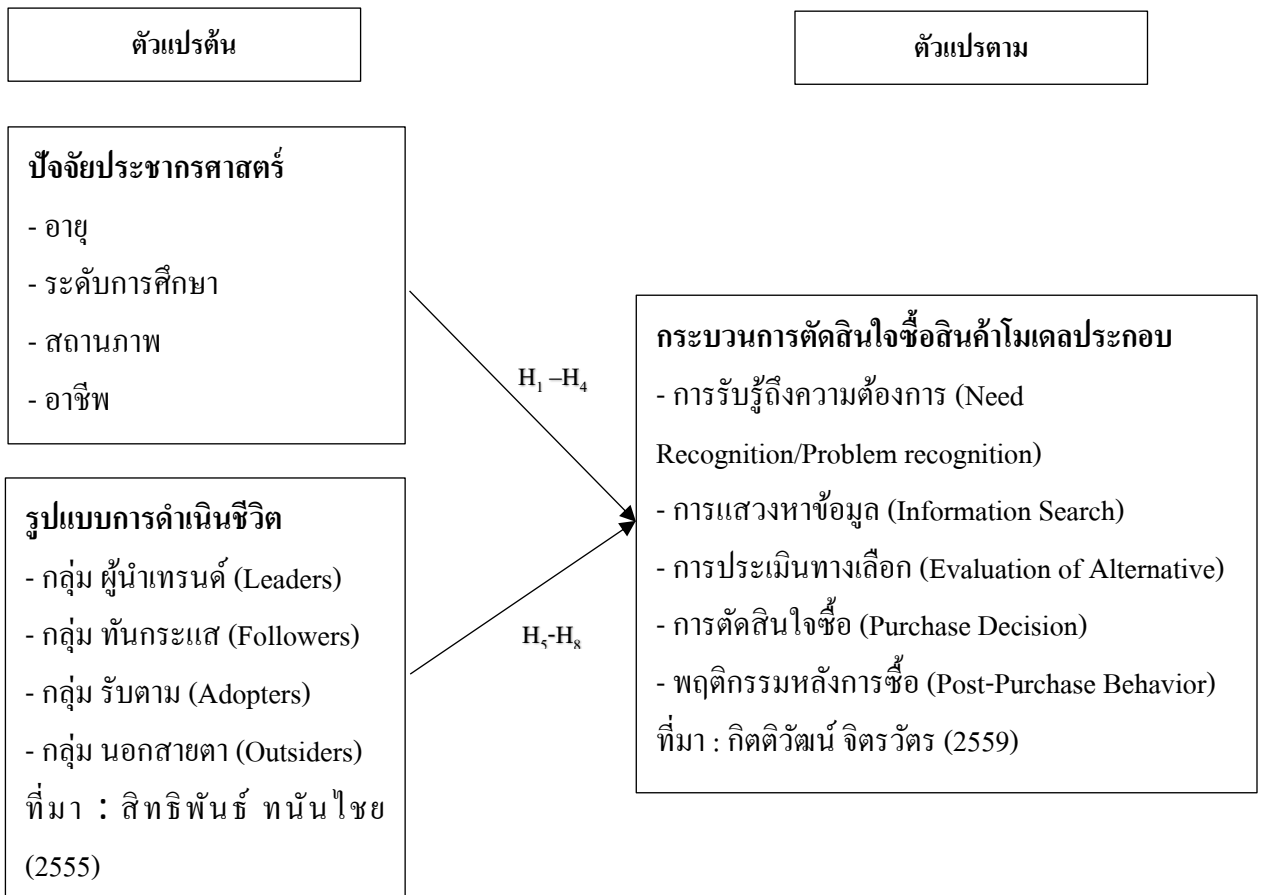 ตัวแปรต้น
ตัวแปรตาม
ปัจจัยประชากรศาสตร์
- อายุ
- ระดับการศึกษา
- สถานภาพ
- อาชีพ
H₁ –H₄
รูปแบบการดำเนินชีวิต
- กลุ่ม ผู้นำเทรนด์ (Leaders)
- กลุ่ม ทันกระแส (Followers)
- กลุ่ม รับตาม (Adopters)
- กลุ่ม นอกสายตา (Outsiders)
ที่มา : สิทธิพันธ์ ทนันไชย
(2555)
H₅-H₈
กระบวนการตัดสินใจซื้อสินค้าโมเดลประกอบ
- การรับรู้ถึงความต้องการ (Need
Recognition/Problem recognition)
- การแสวงหาข้อมูล (Information Search)
- การประเมินทางเลือก (Evaluation of Alternative)
- การตัดสินใจซื้อ (Purchase Decision)
- พฤติกรรมหลังการซื้อ (Post-Purchase Behavior)
ที่มา : กิตติวัฒน์ จิตรวัตร (2559)